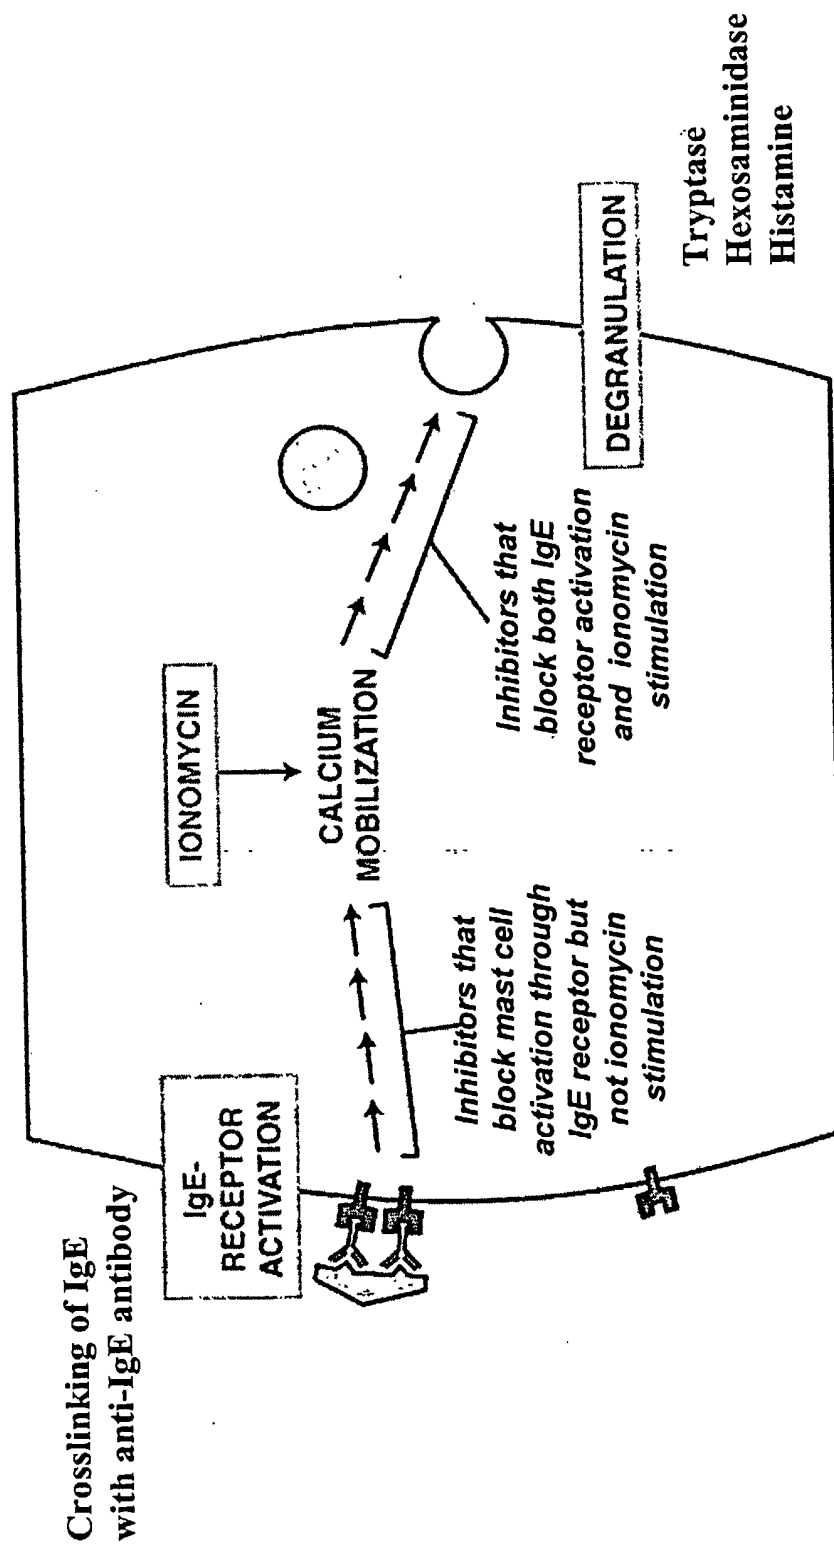 Crosslinking of IgE
with anti-IgE antibody
IgE-
RECEPTOR
ACTIVATION
IONOMYCIN
CALCIUM
MOBILIZATION
Inhibitors that
block mast cell
activation through
IgE receptor but
not ionomycin
stimulation
Inhibitors that
block both IgE
receptor activation
and ionomycin
stimulation
DEGRANULATION
Tryptase
Hexosaminidase
Histamine